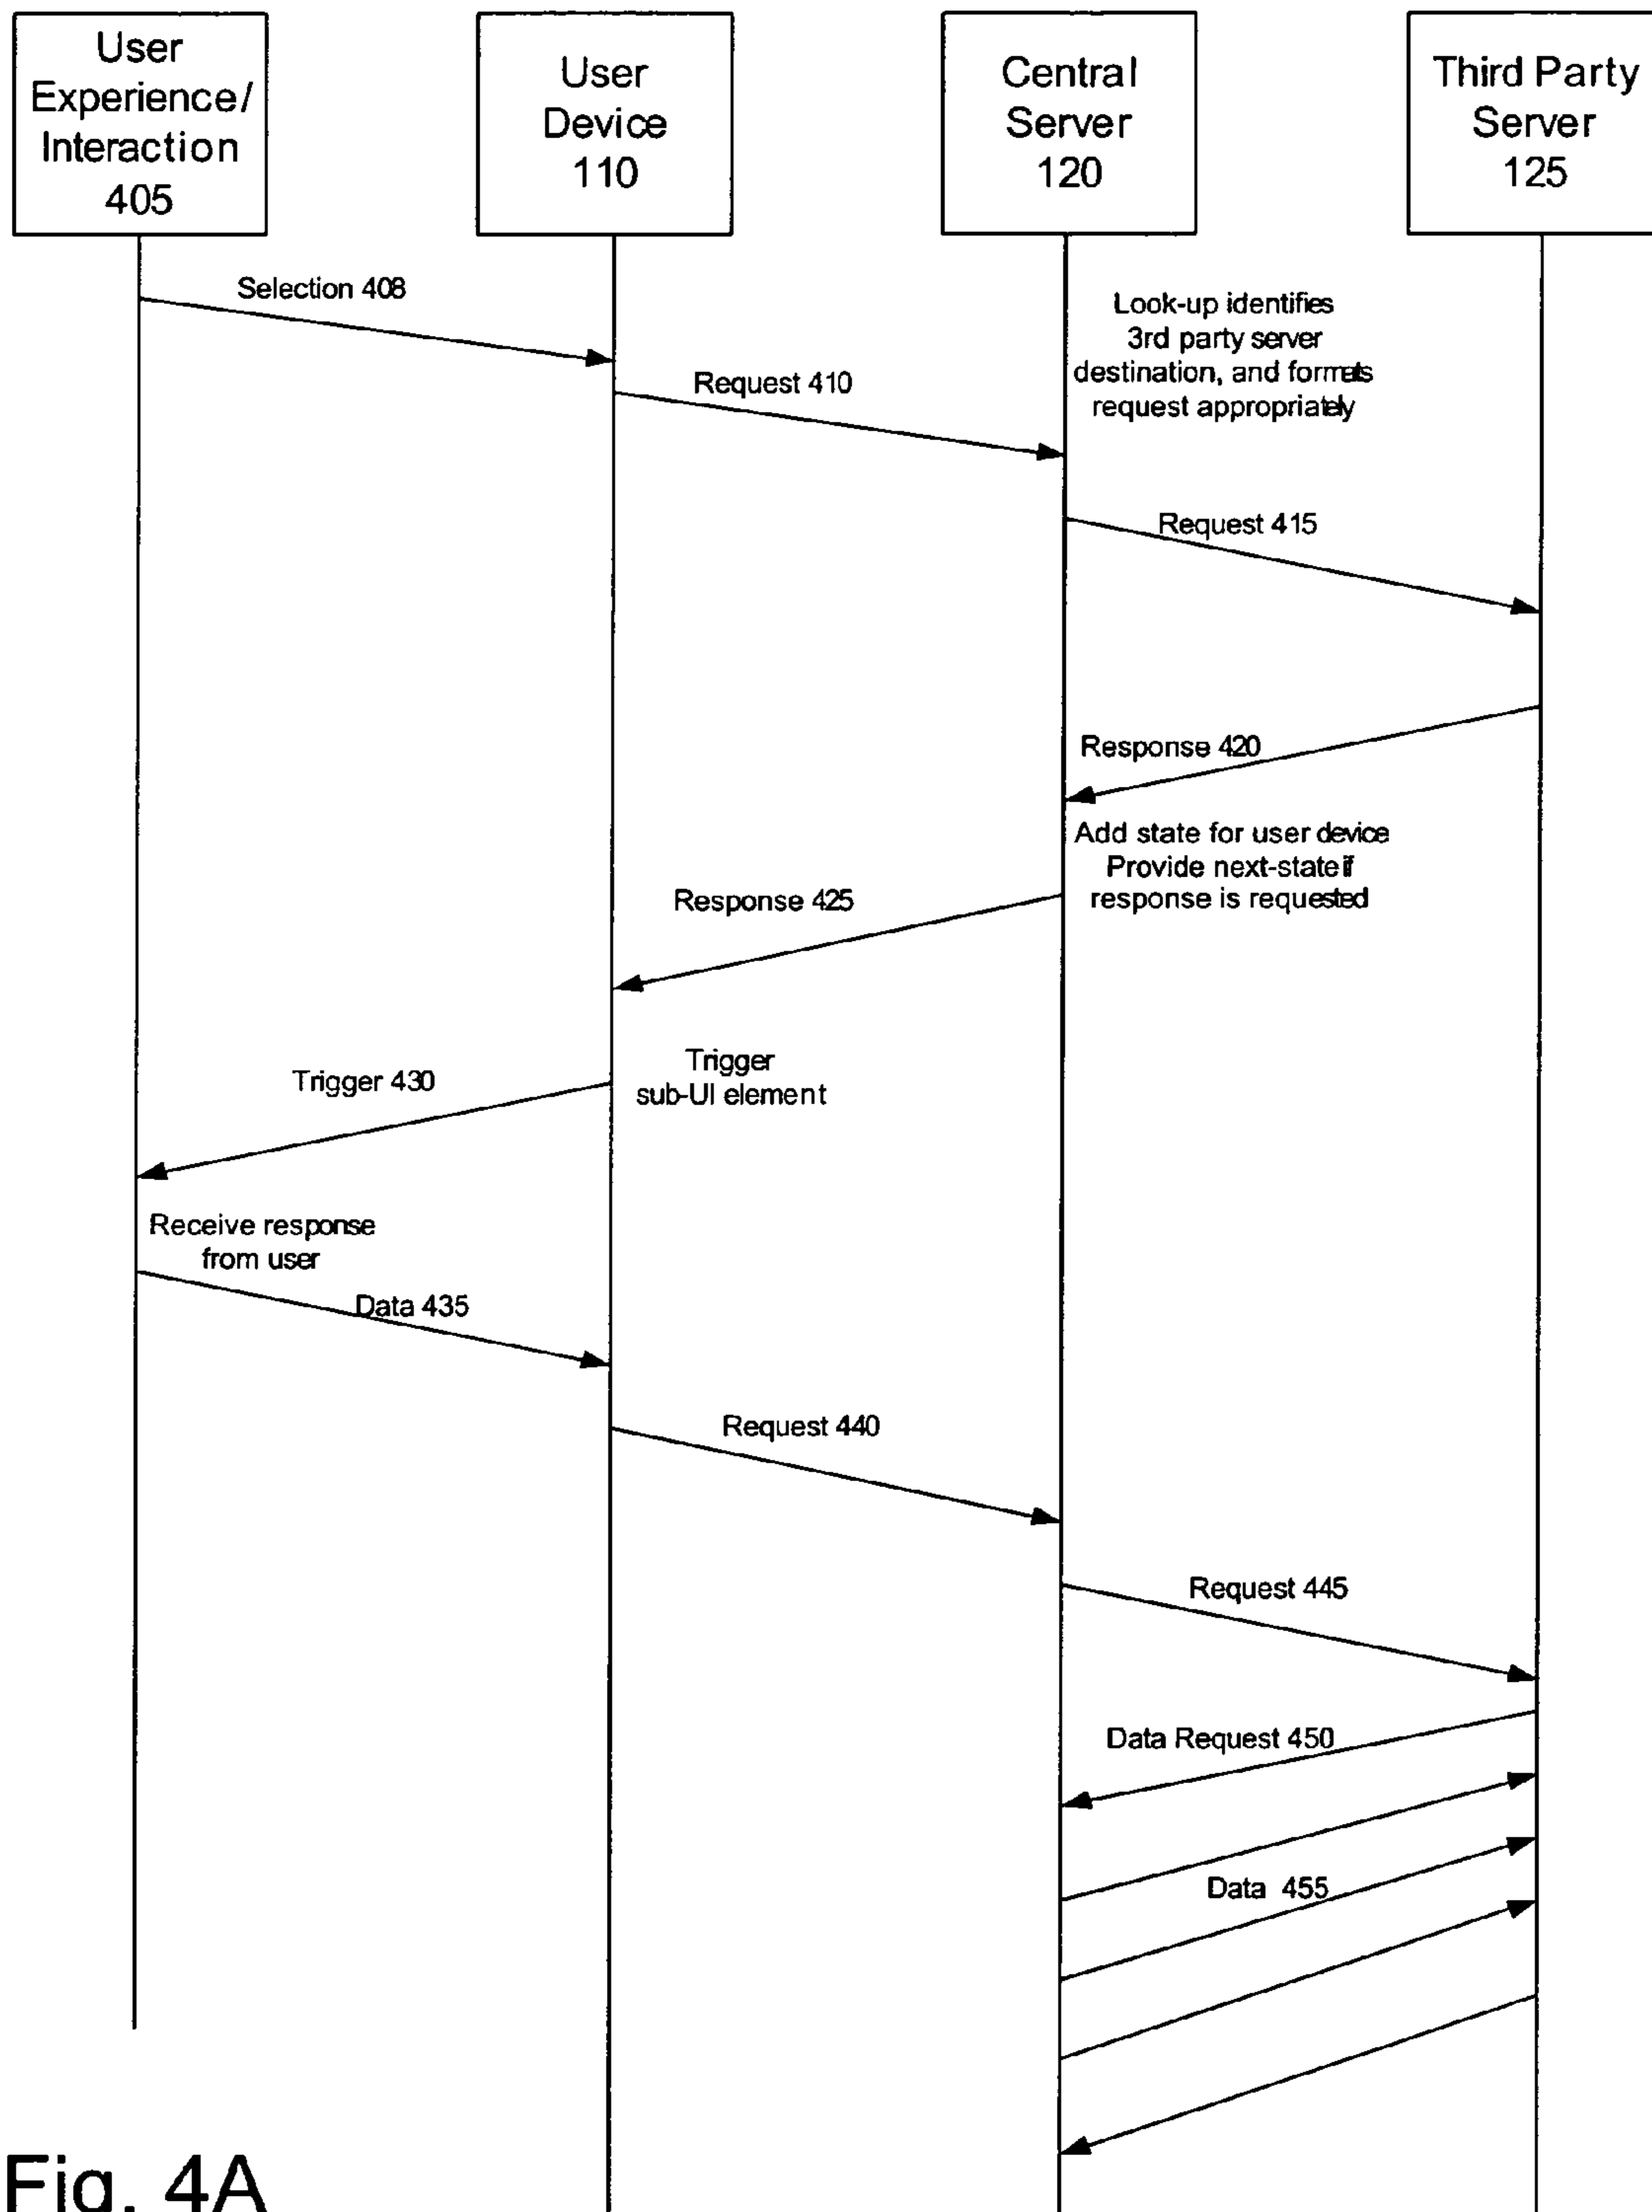 User
Experience/
Interaction
405
User
Device
110
Central
Server
120
Third Party
Server
125
Selection 408
Look-up identifies
3rd party server
destination, and formats
request appropriately
Request 410
Request 415
Response 420
Add state for user device
Provide next-state if
response is requested
Response 425
Trigger 430
Trigger
sub-UI element
Receive response
from user
Data 435
Request 440
Request 445
Data Request 450
Data 455
Fig. 4A